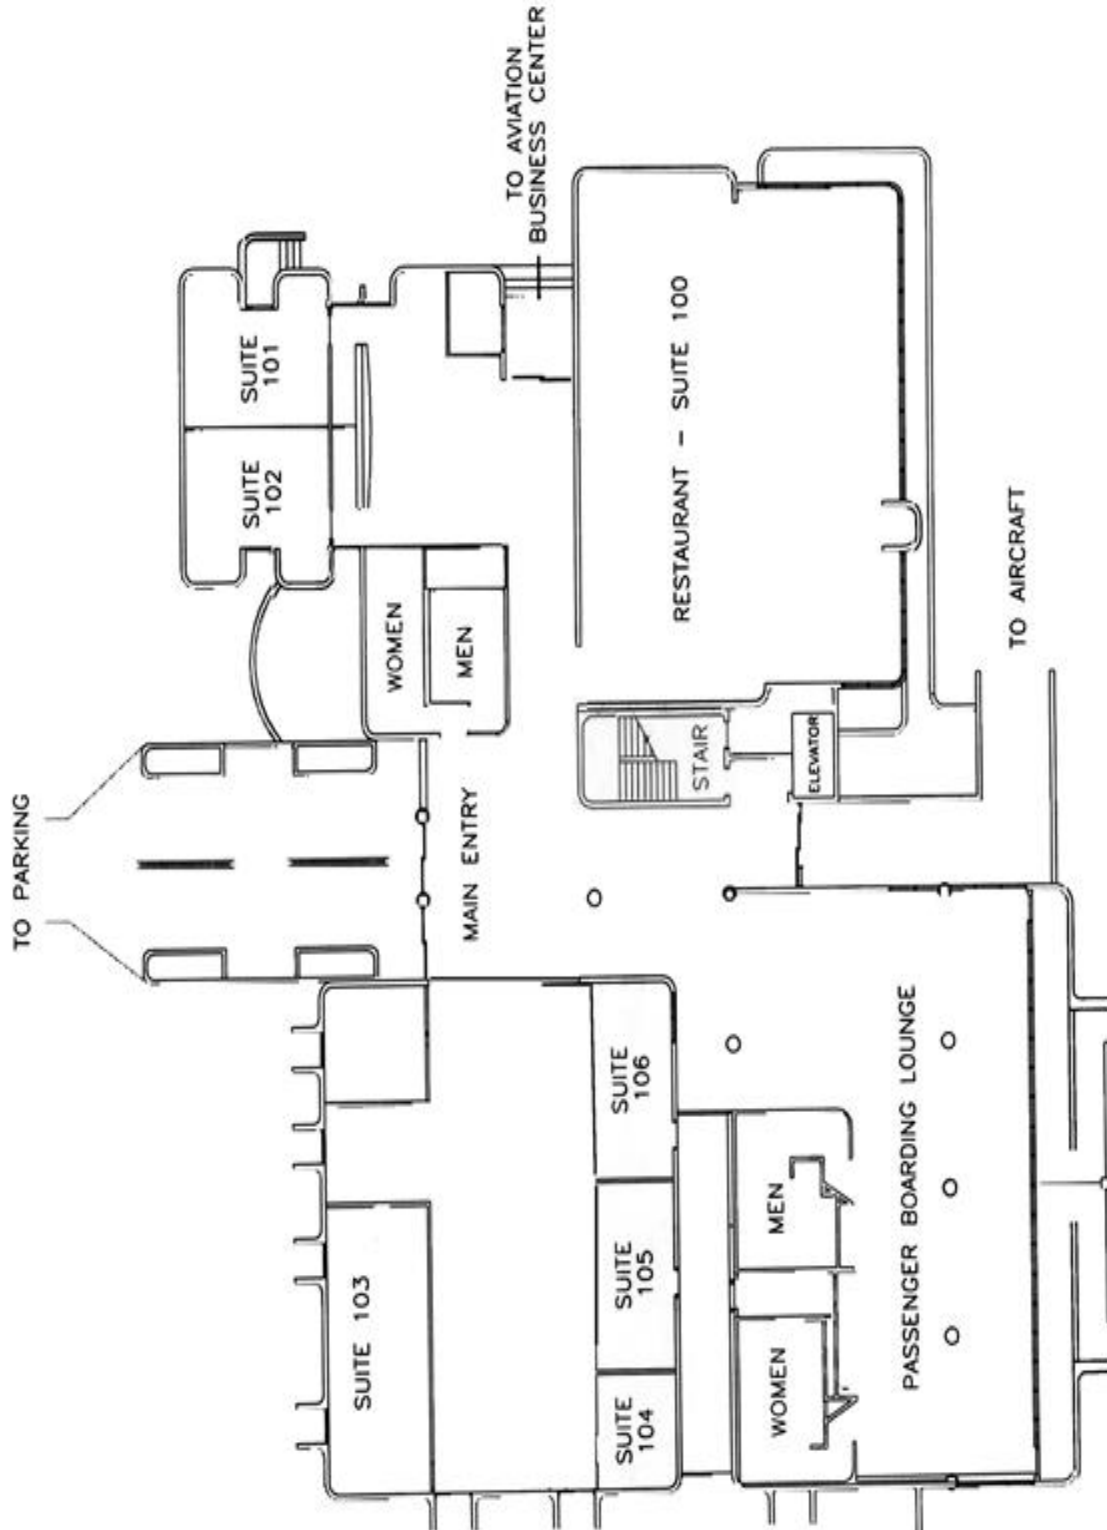 TO PARKING
TO AVIATION
BUSINESS CENTER
SUITE
101
SUITE
102
WOMEN
MEN
MAIN ENTRY
RESTAURANT – SUITE 100
STAIR
ELEVATOR
TO AIRCRAFT
SUITE 103
SUITE
106
SUITE
105
SUITE
104
MEN
WOMEN
PASSENGER BOARDING LOUNGE